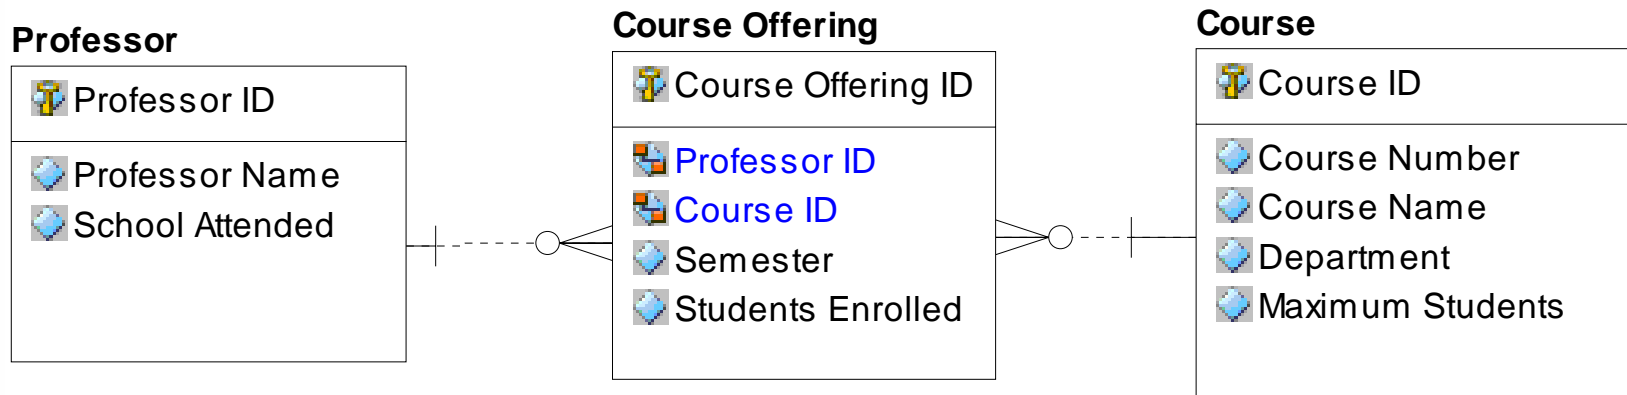 Professor
Professor ID
Professor Name
School Attended
Course Offering
Course Offering ID
Professor ID
Course ID
Semester
Students Enrolled
Course
Course ID
Course Number
Course Name
Department
Maximum Students